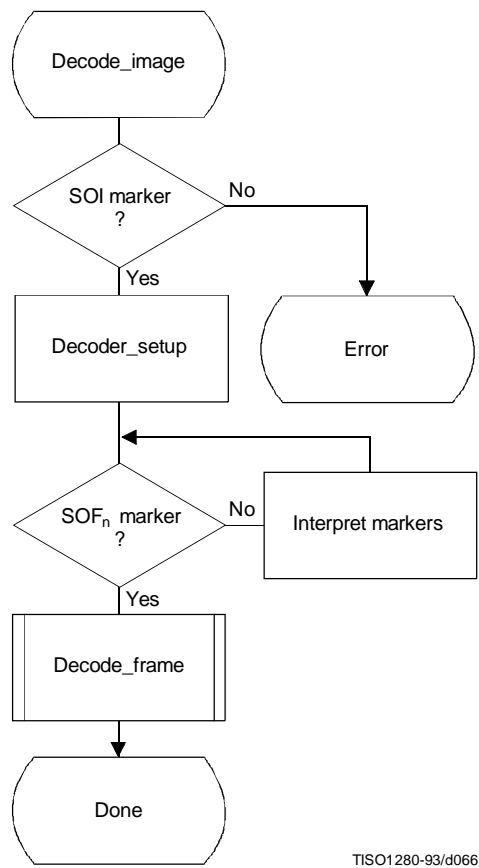 Decode_image
SOI marker
?
No
Yes
Decoder_setup
Error
SOFₙ marker
?
No
Interpret markers
Yes
Decode_frame
Done
TISO1280-93/d066